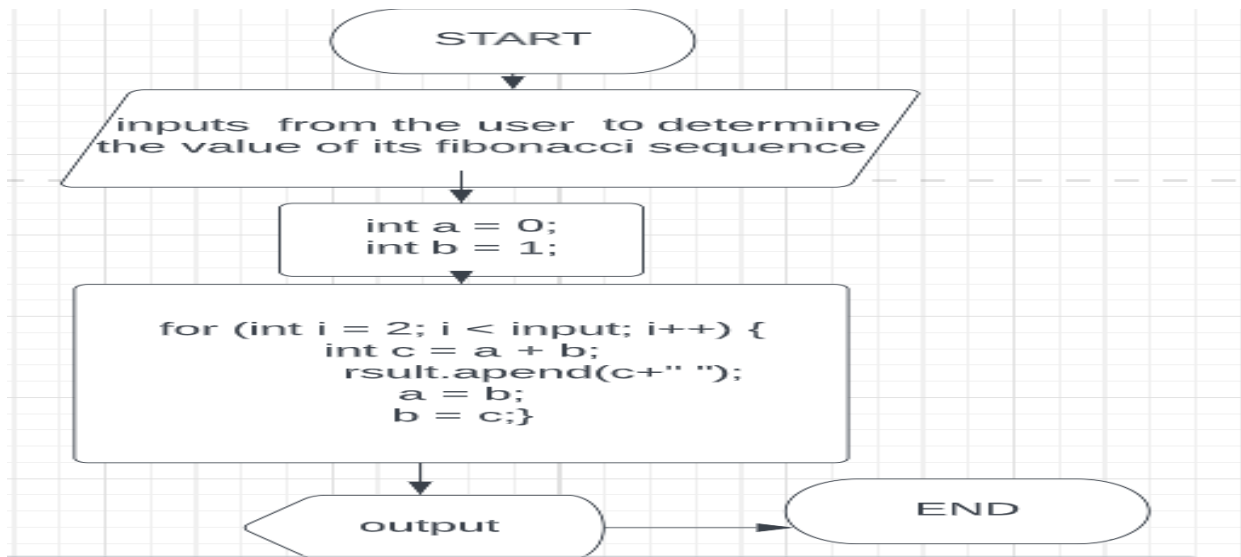 START
inputs from the user to determine
the value of its fibonacci sequence
int a = 0;
int b = 1;
for (int i = 2; i < input; i++) {
int c = a + b;
rsult.apend(c+" ");
a = b;
b = c;}
output
END